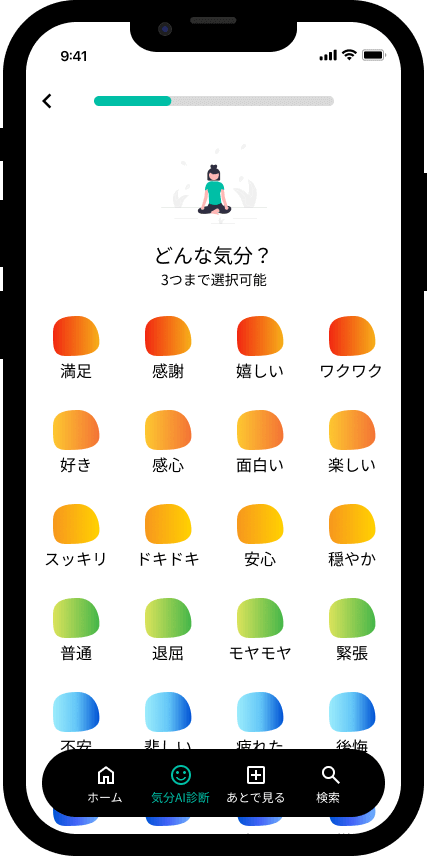 9:41
どんな気分？
3つまで選択可能
満足 感謝 嬉しい ワクワク
好き 感心 面白い 楽しい
スッキリ ドキドキ 安心 穏やか
普通 退屈 モヤモヤ 緊張
不安 悲しい 疲れた 後悔
ホーム 気分AI診断 あとで見る 検索